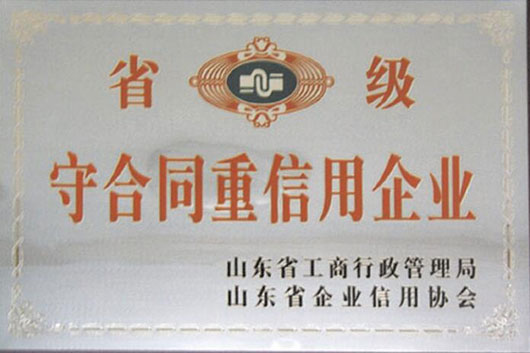 省 级
守合同重信用企业
山东省工商行政管理局
山东省企业信用协会